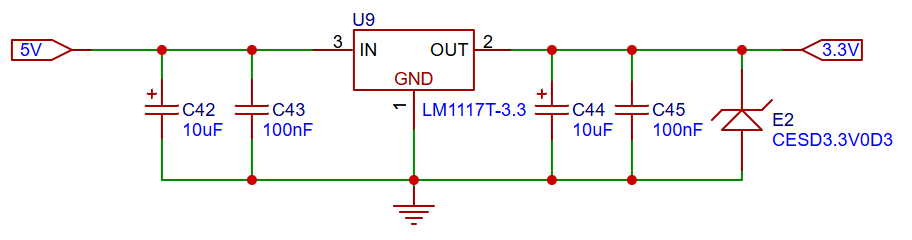 U9
5V
3
IN
OUT
2
3.3V
GND
1
LM1117T-3.3
+
C42
10uF
C43
100nF
+
C44
10uF
C45
100nF
E2
CESD3.3V0D3